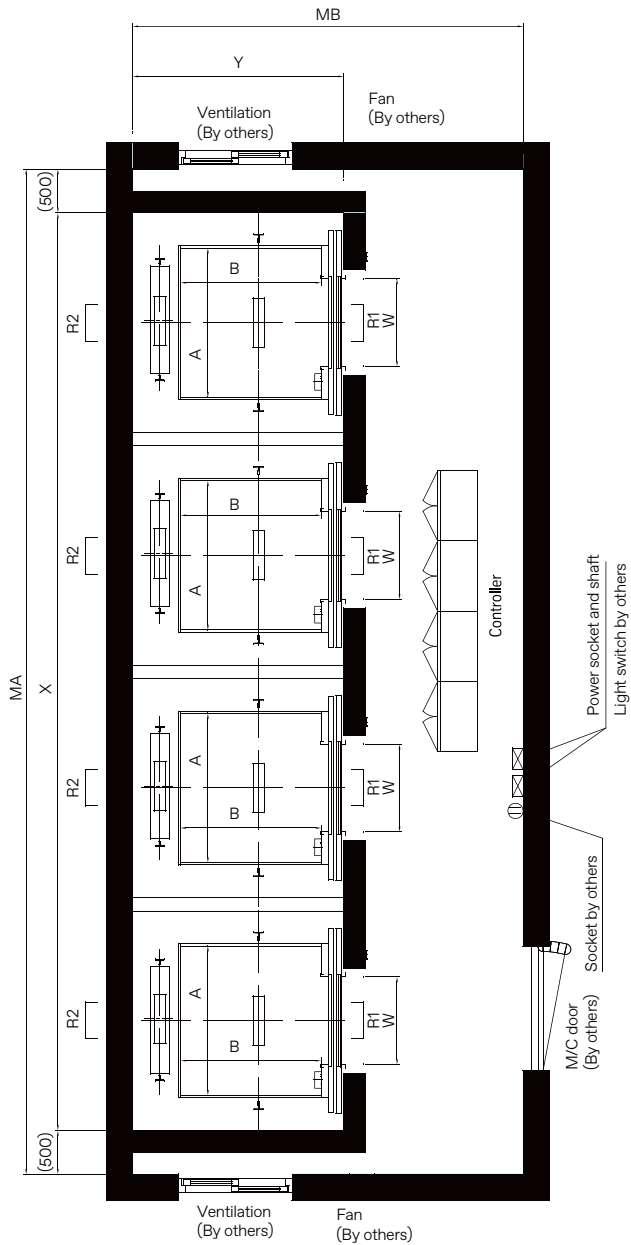 MB
Y
Ventilation
(By others)
Fan
(By others)
(500)
MA
X
R2
B
A
R1
W
R2
B
A
R1
W
Controller
Power socket and shaft
Light switch by others
R2
A
B
R1
W
Socket by others
R2
A
B
R1
W
M/C door
(By others)
(500)
Ventilation
(By others)
Fan
(By others)